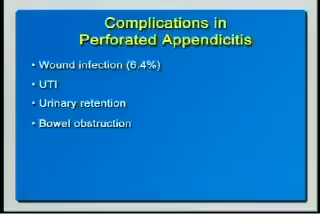 Complications in
Perforated Appendicitis
• Wound infection (6.4%)
• UTI
• Urinary retention
• Bowel obstruction